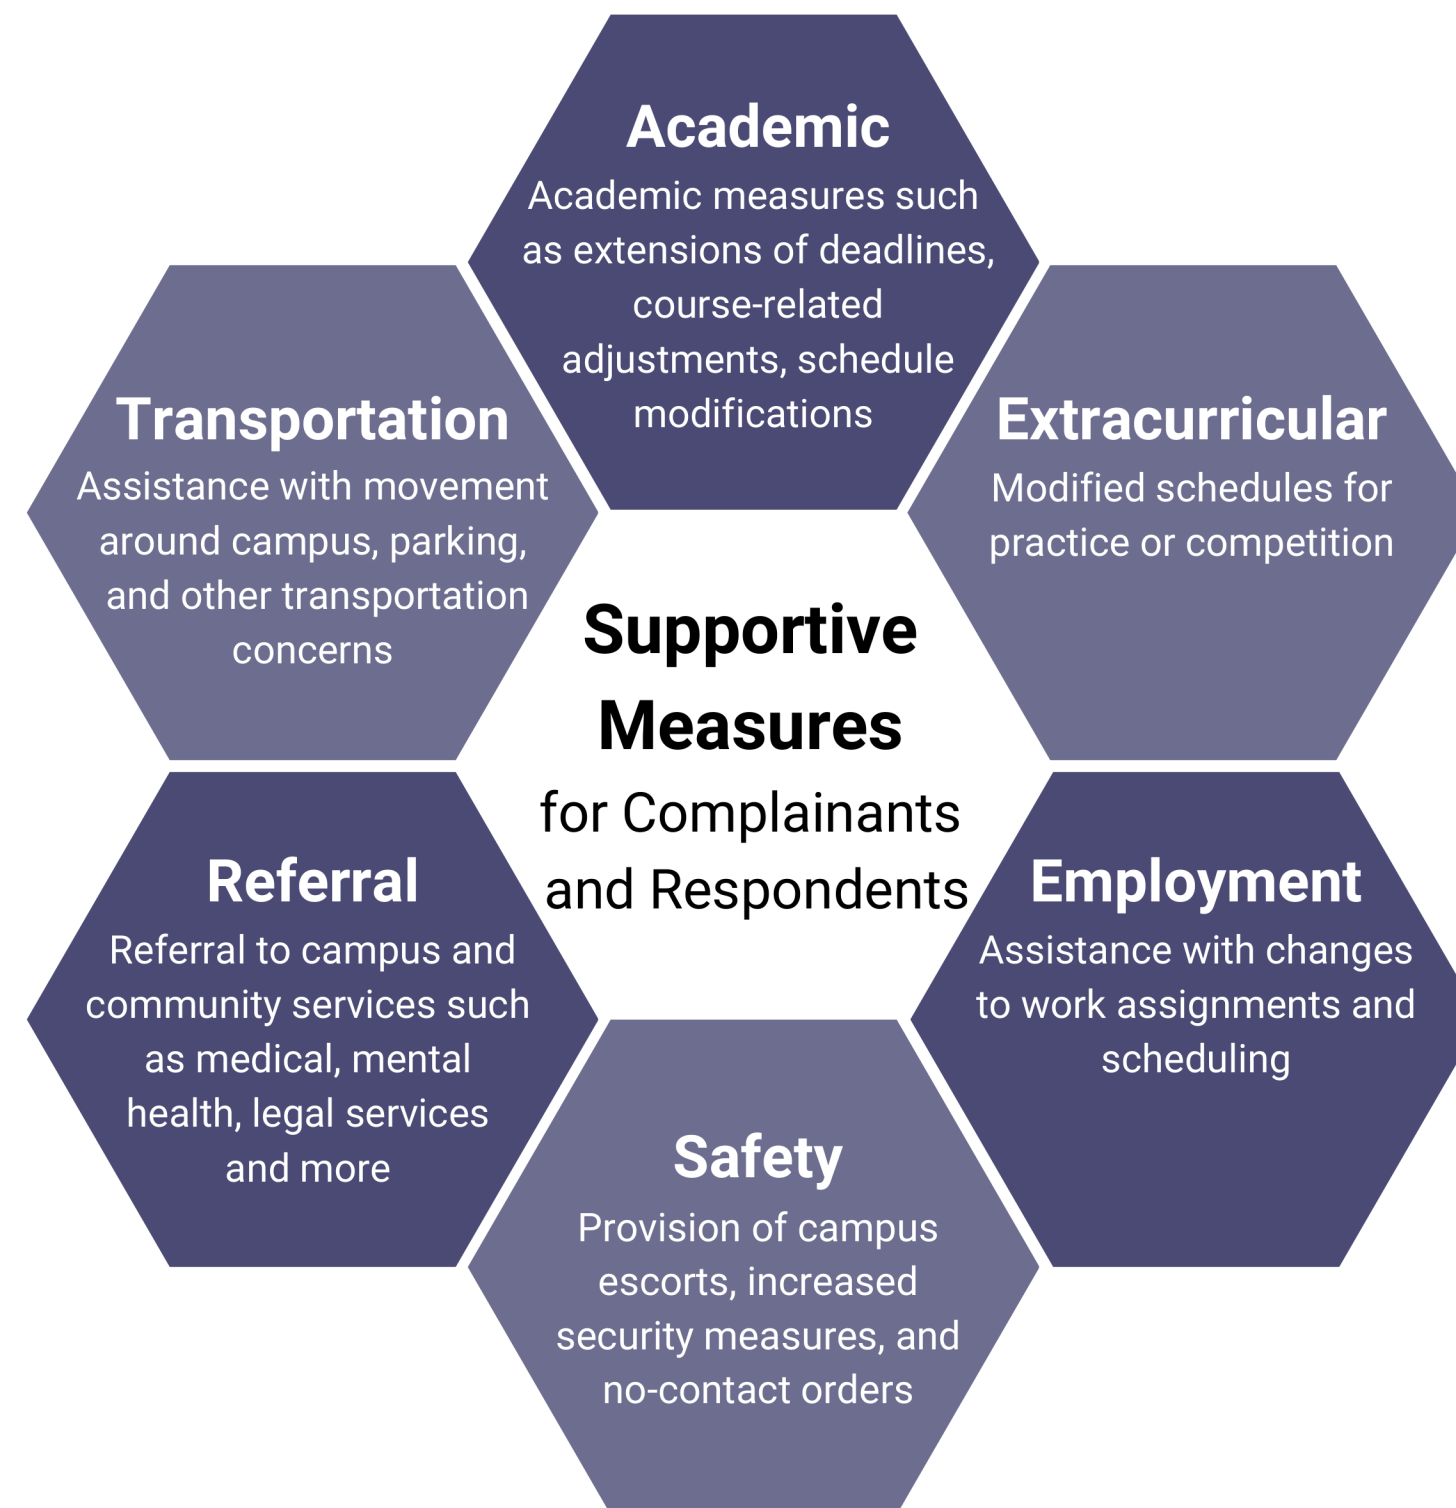 Academic
Academic measures such
as extensions of deadlines,
course-related
adjustments, schedule
modifications
Transportation
Assistance with movement
around campus, parking,
and other transportation
concerns
Extracurricular
Modified schedules for
practice or competition
Supportive
Measures
for Complainants
and Respondents
Referral
Referral to campus and
community services such
as medical, mental
health, legal services
and more
Employment
Assistance with changes
to work assignments and
scheduling
Safety
Provision of campus
escorts, increased
security measures, and
no-contact orders